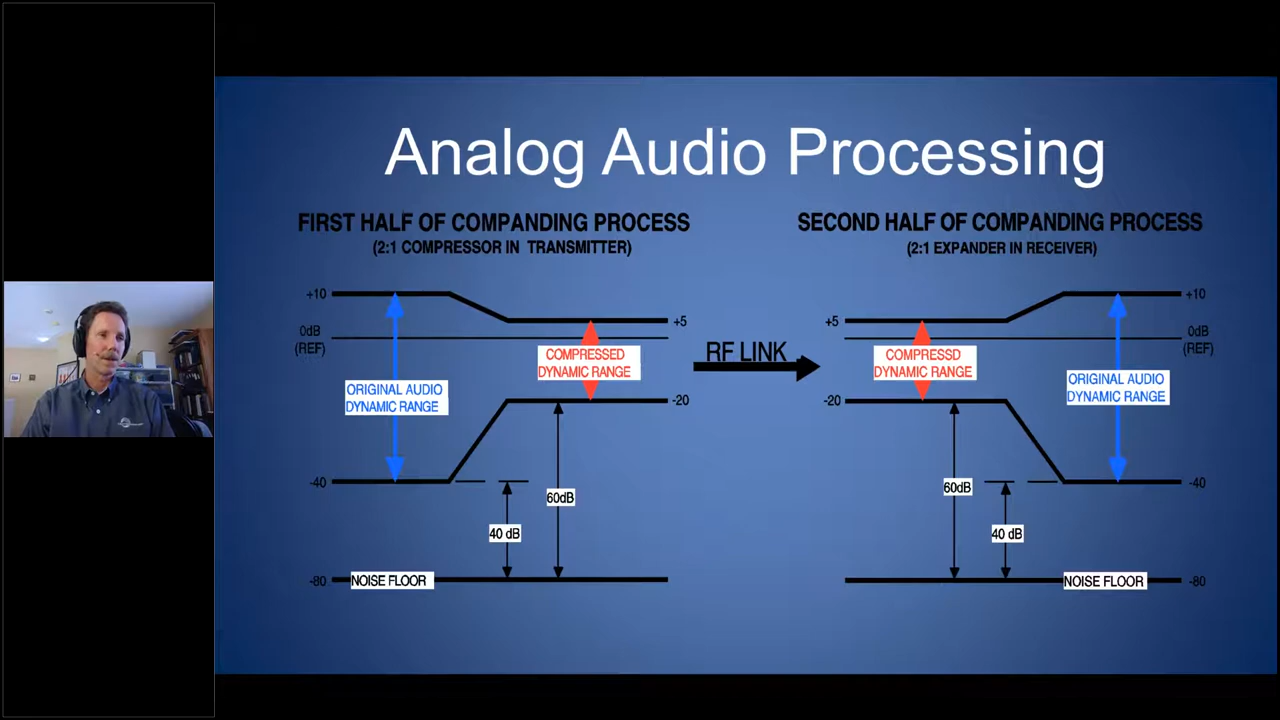 Analog Audio Processing
FIRST HALF OF COMPANDING PROCESS
(2:1 COMPRESSOR IN TRANSMITTER)
+10
0dB
(REF)
-40
-80
ORIGINAL AUDIO
DYNAMIC RANGE
+5
COMPRESSED
DYNAMIC RANGE
-20
60dB
40 dB
NOISE FLOOR
RF LINK
SECOND HALF OF COMPANDING PROCESS
(2:1 EXPANDER IN RECEIVER)
+5
COMPRESSD
DYNAMIC RANGE
-20
60dB
40 dB
+10
0dB
(REF)
ORIGINAL AUDIO
DYNAMIC RANGE
-40
NOISE FLOOR
-80